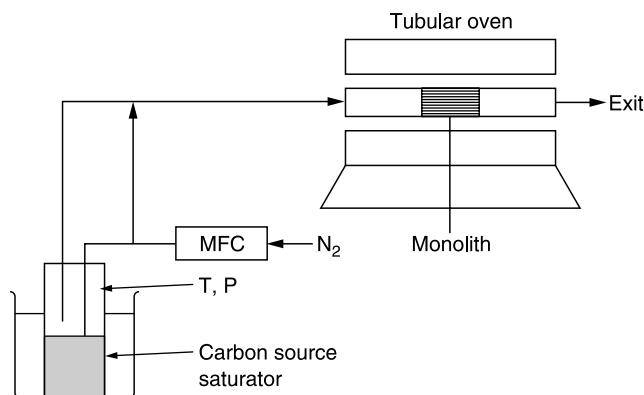 Tubular oven
Exit
MFC
N2
Monolith
T, P
Carbon source
saturator